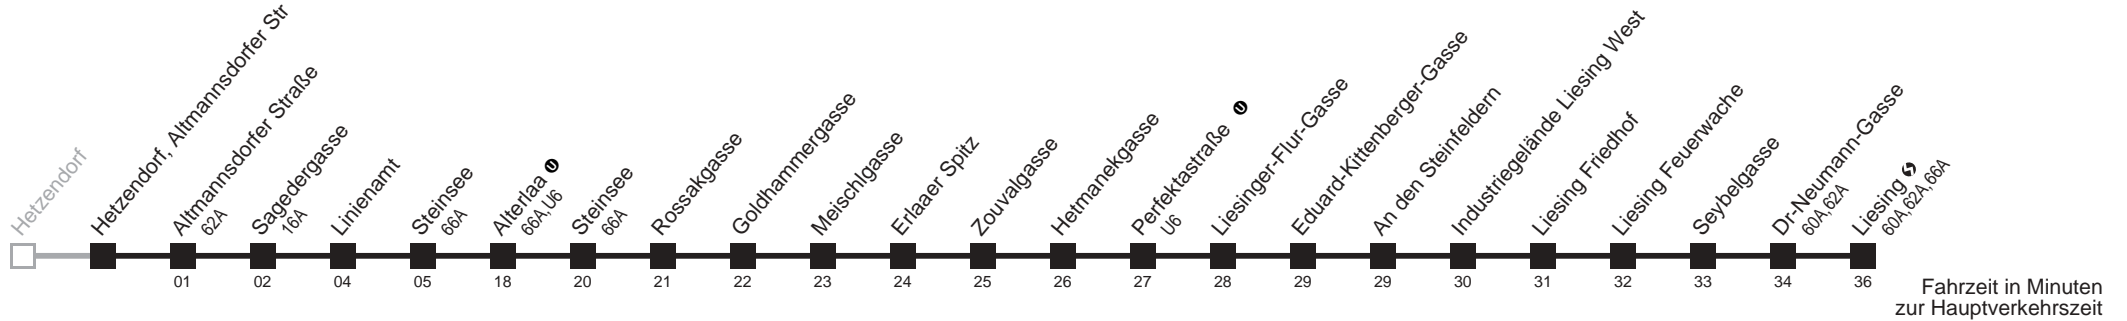 Hetzendorf
Hetzendorf, Altmannsdorfer Str
Altmannsdorfer Straße
62A
01
Sagedergasse
16A
02
Linienamt
04
Steinsee
66A
05
Alterlaa U
66A,U6
18
Steinsee
66A
20
Rossakgasse
21
Goldhammergasse
22
Meischlgasse
23
Erlaaer Spitz
24
Zouvalgasse
25
Hetmanekgasse
26
Perfektastraße U
U6
27
Liesinger-Flur-Gasse
28
Eduard-Kittenberger-Gasse
29
An den Steinfeldern
29
Industriegelände Liesing West
30
Liesing Friedhof
31
Liesing Feuerwache
32
Seybelgasse
33
Dr-Neumann-Gasse
60A,62A
34
Liesing
60A,62A,66A
36
Fahrzeit in Minuten
zur Hauptverkehrszeit